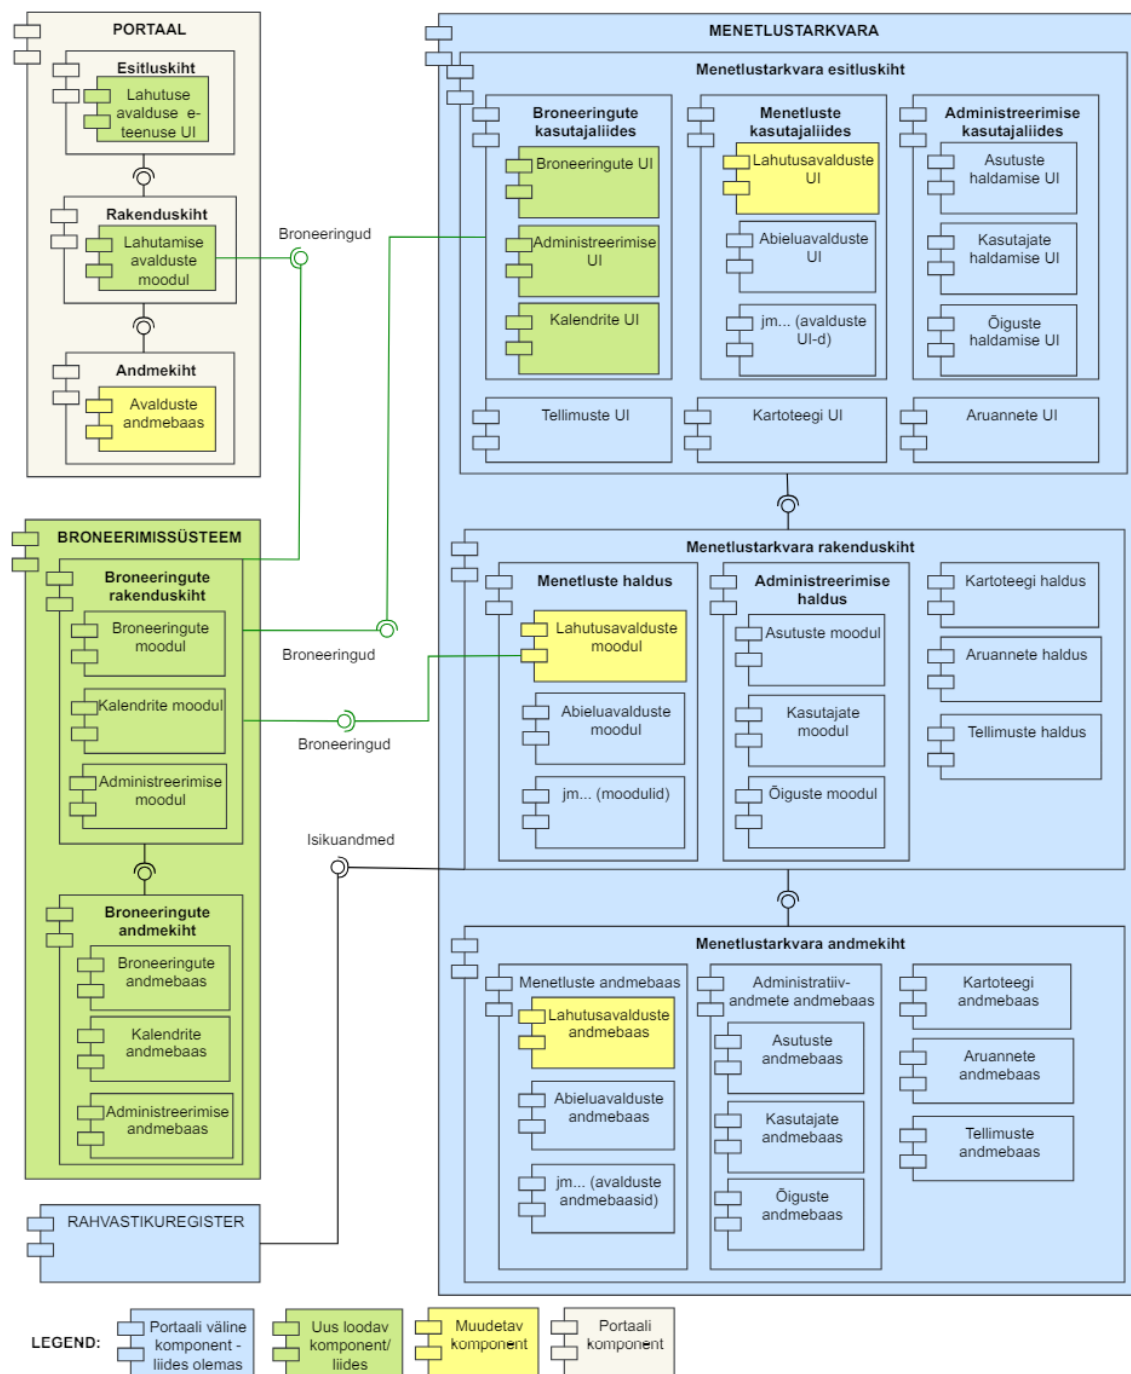 PORTAAL
Esitluskiht
Lahutuse
avalduse e-
teenuse UI
Rakenduskiht
Lahutamise
avalduste
moodul
Andmekiht
Avalduste
andmebaas
Broneeringud
BRONEERIMISSÜSTEEM
Broneeringute
rakenduskiht
Broneeringute
moodul
Kalendrite moodul
Administreerimise
moodul
Broneeringute
andmekiht
Broneeringute
andmebaas
Kalendrite
andmebaas
Administreerimise
andmebaas
Broneeringud
Broneeringud
Isikuandmed
RAHVASTIKUREGISTER
MENETLUSTARKVARA
Menetlustarkvara esitluskiht
Broneeringute
kasutajaliides
Broneeringute UI
Administreerimise
UI
Kalendrite UI
Menetluste
kasutajaliides
Lahutusavalduste
UI
Abieluavalduste
UI
jm... (avalduste
UI-d)
Administreerimise
kasutajaliides
Asutuste
haldamise UI
Kasutajate
haldamise UI
Õiguste
haldamise UI
Tellimuste UI
Kartoteegi UI
Aruannete UI
Menetlustarkvara rakenduskiht
Menetluste haldus
Lahutusavalduste
moodul
Abieluavalduste
moodul
jm... (moodulid)
Administreerimise
haldus
Asutuste moodul
Kasutajate
moodul
Õiguste moodul
Kartoteegi haldus
Aruannete haldus
Tellimuste haldus
Menetlustarkvara andmekiht
Menetluste andmebaas
Lahutusavalduste
andmebaas
Abieluavalduste
andmebaas
jm... (avalduste
andmebaasid)
Administratiiv-
andmete andmebaas
Asutuste
andmebaas
Kasutajate
andmebaas
Õiguste
andmebaas
Kartoteegi
andmebaas
Aruannete
andmebaas
Tellimuste
andmebaas
LEGEND:
Portaali väline
komponent -
liides olemas
Uus loodav
komponent/
liides
Muudetav
komponent
Portaali
komponent